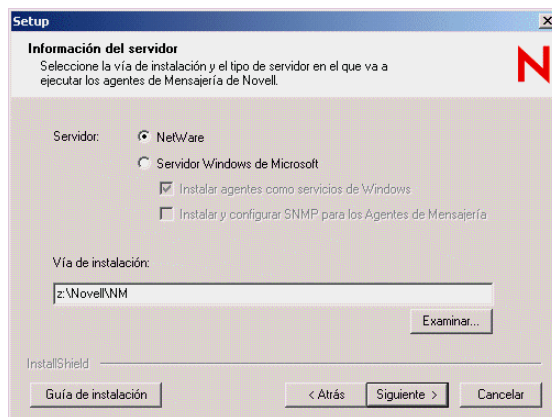 Setup
Información del servidor
Seleccione la vía de instalación y el tipo de servidor en el que va a
ejecutar los agentes de Mensajería de Novell.
N
Servidor:
NetWare
Servidor Windows de Microsoft
Instalar agentes como servicios de Windows
Instalar y configurar SNMP para los Agentes de Mensajería
Vía de instalación:
z:\Novell\NM
Examinar...
InstallShield
Guía de instalación
< Atrás
Siguiente >
Cancelar